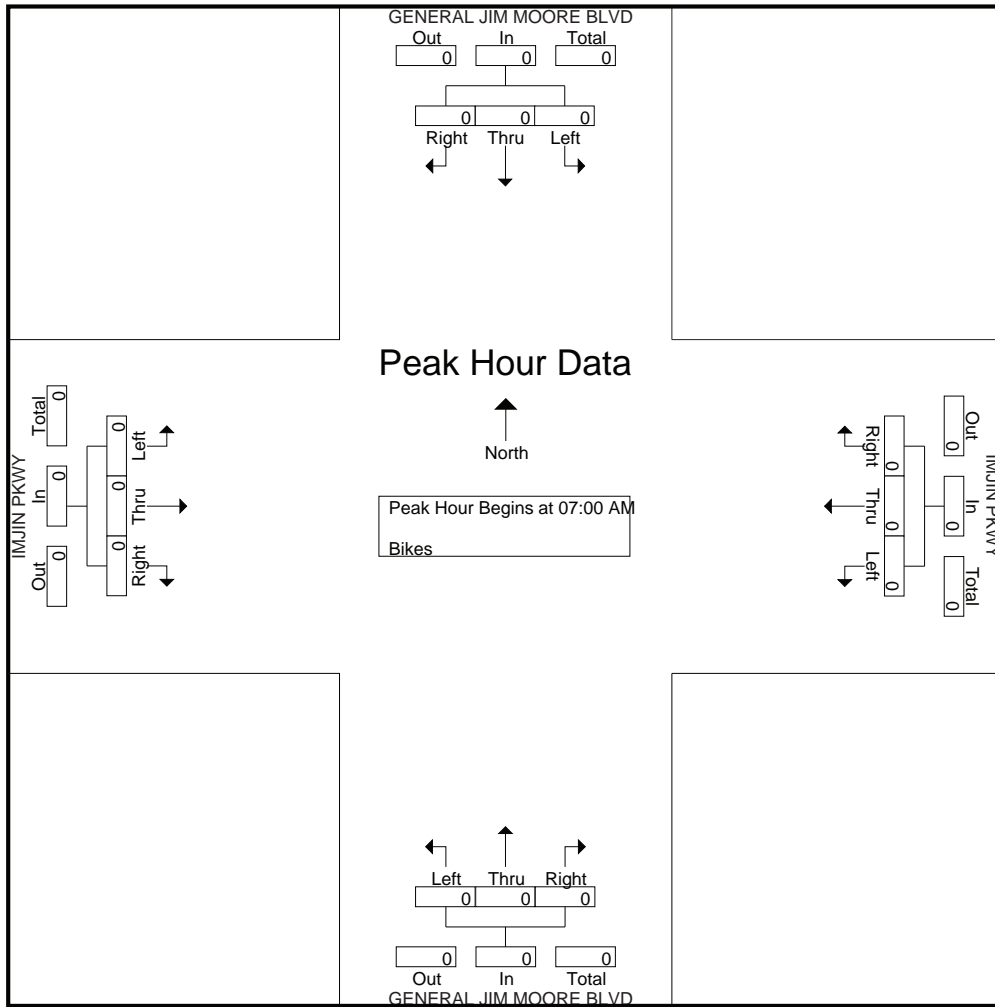 GENERAL JIM MOORE BLVD
Out In Total
0 0 0
0 0 0
Right Thru Left
Peak Hour Data
North
Peak Hour Begins at 07:00 AM
Bikes
IMJIN PKWY
Out In Total
0 0 0
0 0 0
Right Thru Left
IMJIN PKWY
Out In Total
0 0 0
0 0 0
Right Thru Left
Left Thru Right
0 0 0
0 0 0
Out In Total
GENERAL JIM MOORE BLVD